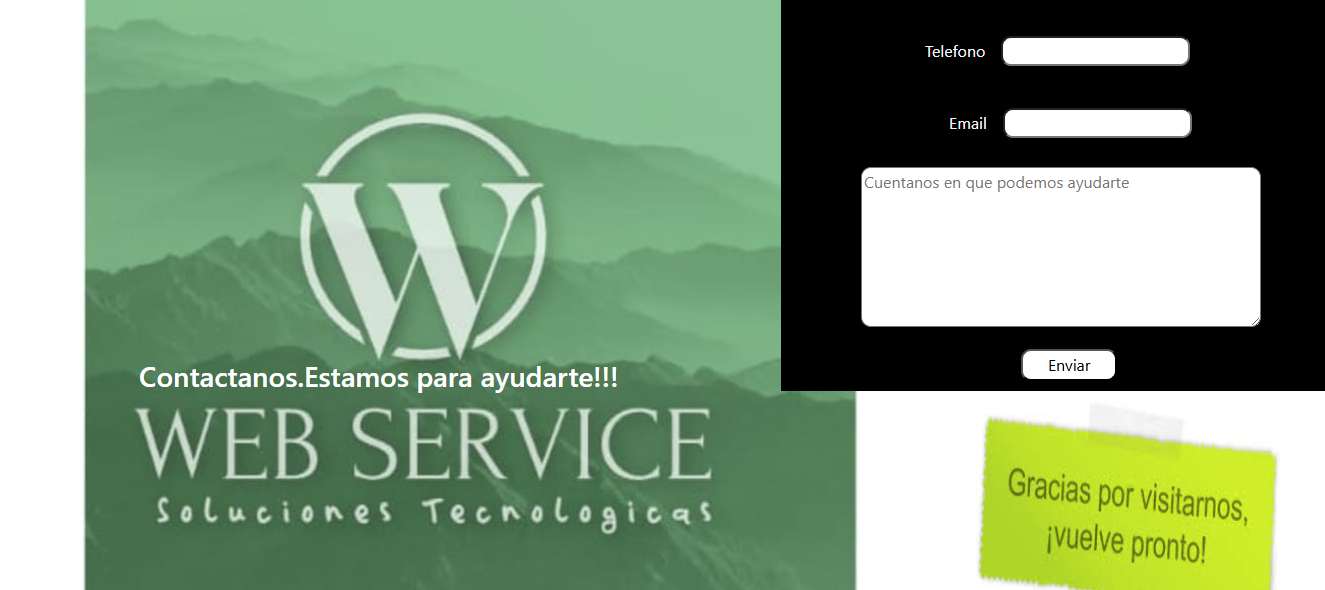 Telefono
Email
Cuentanos en que podemos ayudarte
Enviar
W
Contactanos.Estamos para ayudarte!!!
WEB SERVICE
Soluciones Tecnologicas
Gracias por visitarnos,
¡vuelve pronto!